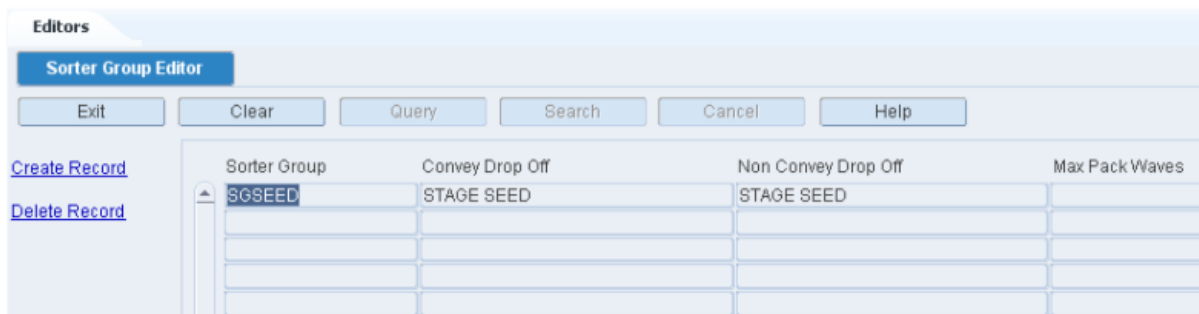 Editors
Sorter Group Editor
Exit Clear Query Search Cancel Help
Create Record Sorter Group Convey Drop Off Non Convey Drop Off Max Pack Waves
SGSEED STAGE SEED STAGE SEED
Delete Record